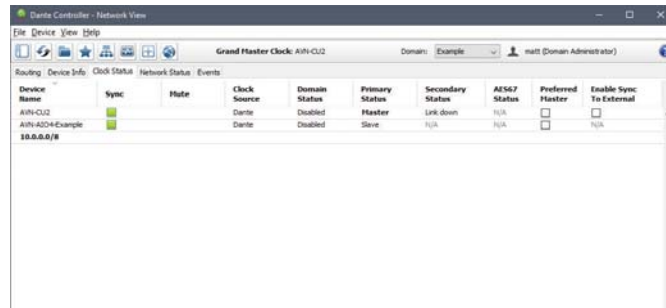 Dante Controller - Network View
File Device View Help
Grand Master Clock: AVN-CU2 Domain: Example matt (Domain Administrator)
Routing Device Info Clock Status Network Status Events
Device Name Sync Mute Clock Source Domain Status Primary Status Secondary Status AES67 Status Preferred Master Enable Sync To External
AVN-CU2 Dante Disabled Master Link down N/A
AVN-AIO4-Example Dante Disabled Slave N/A N/A N/A
10.0.0.0/8